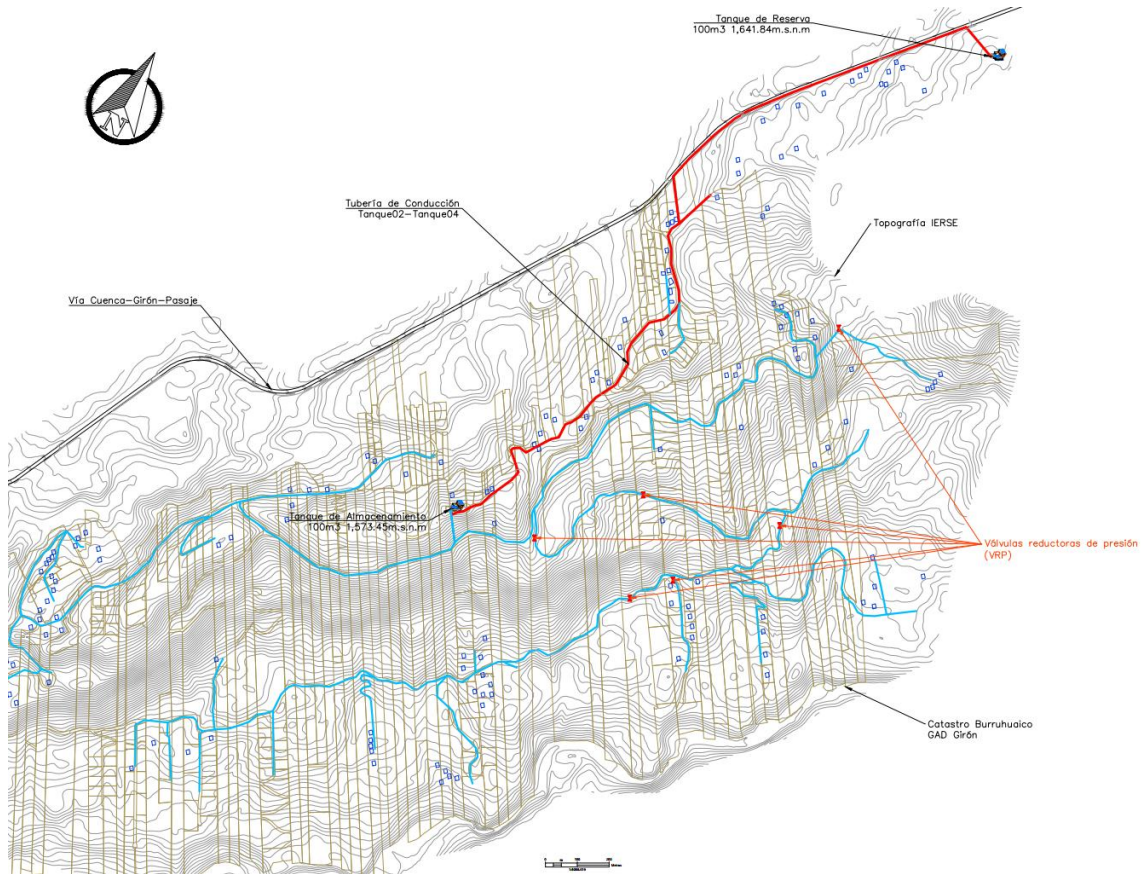 Tanque de Reserva
100m3 1,641.84m.s.n.m
N
Tubería de Conducción
Tanque02-Tanque04
Topografía IERSE
Vía Cuenca-Girón-Pasaje
Tanque de Almacenamiento
100m3 1,573.45m.s.n.m
Válvulas reductoras de presión
(VRP)
Catastro Burruhuaico
GAD Girón